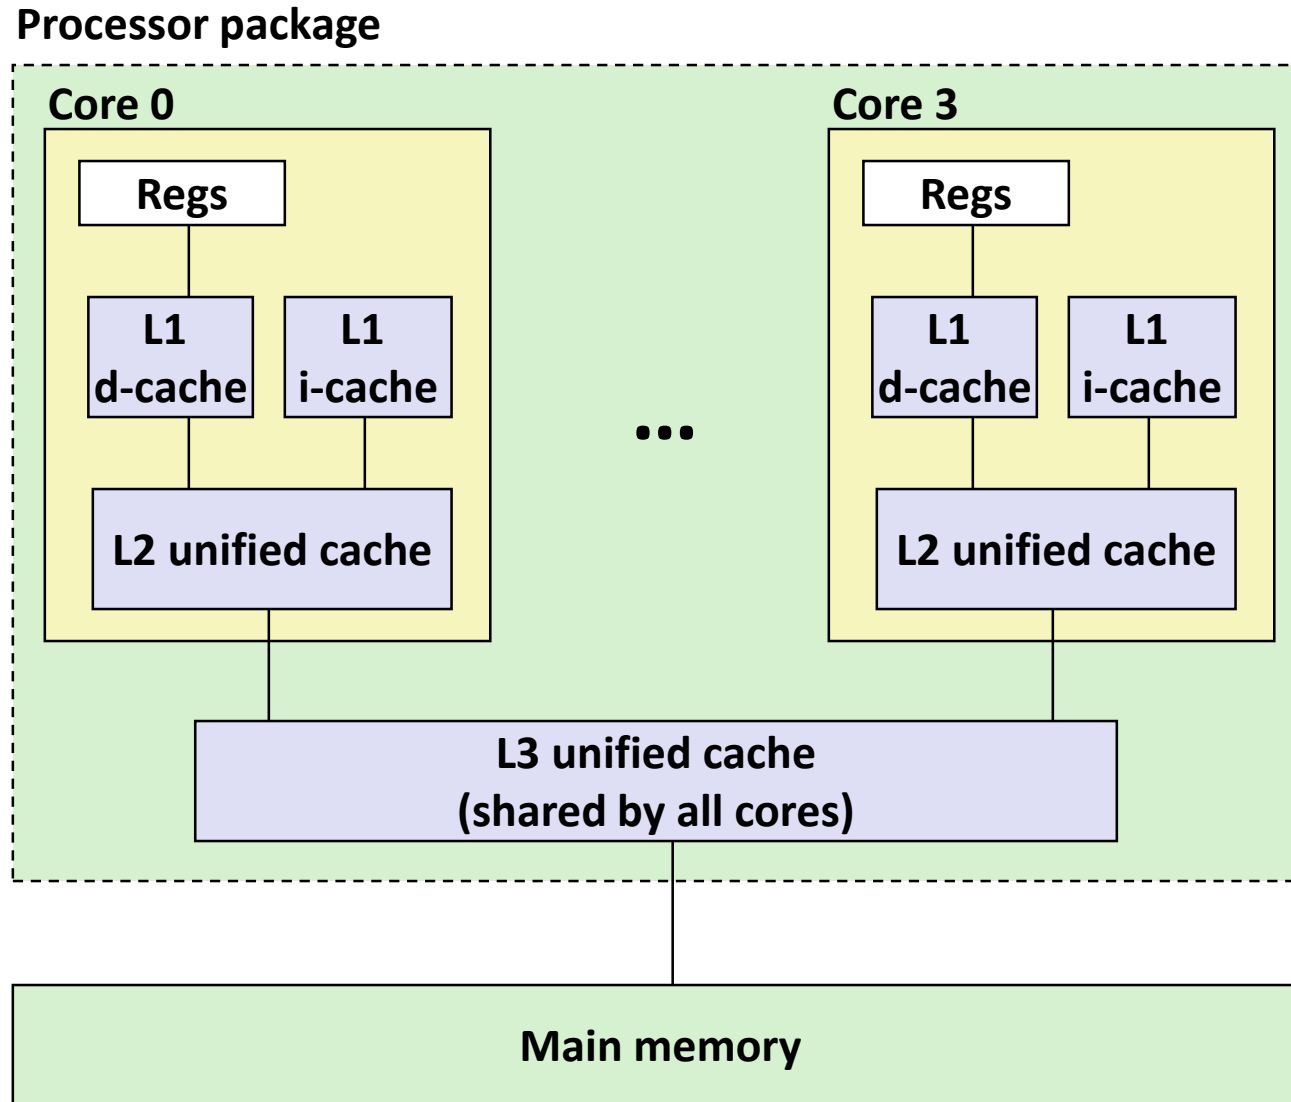 Processor package
Core 0
Regs
L1
d-cache
L1
i-cache
L2 unified cache
...
Core 3
Regs
L1
d-cache
L1
i-cache
L2 unified cache
L3 unified cache
(shared by all cores)
Main memory